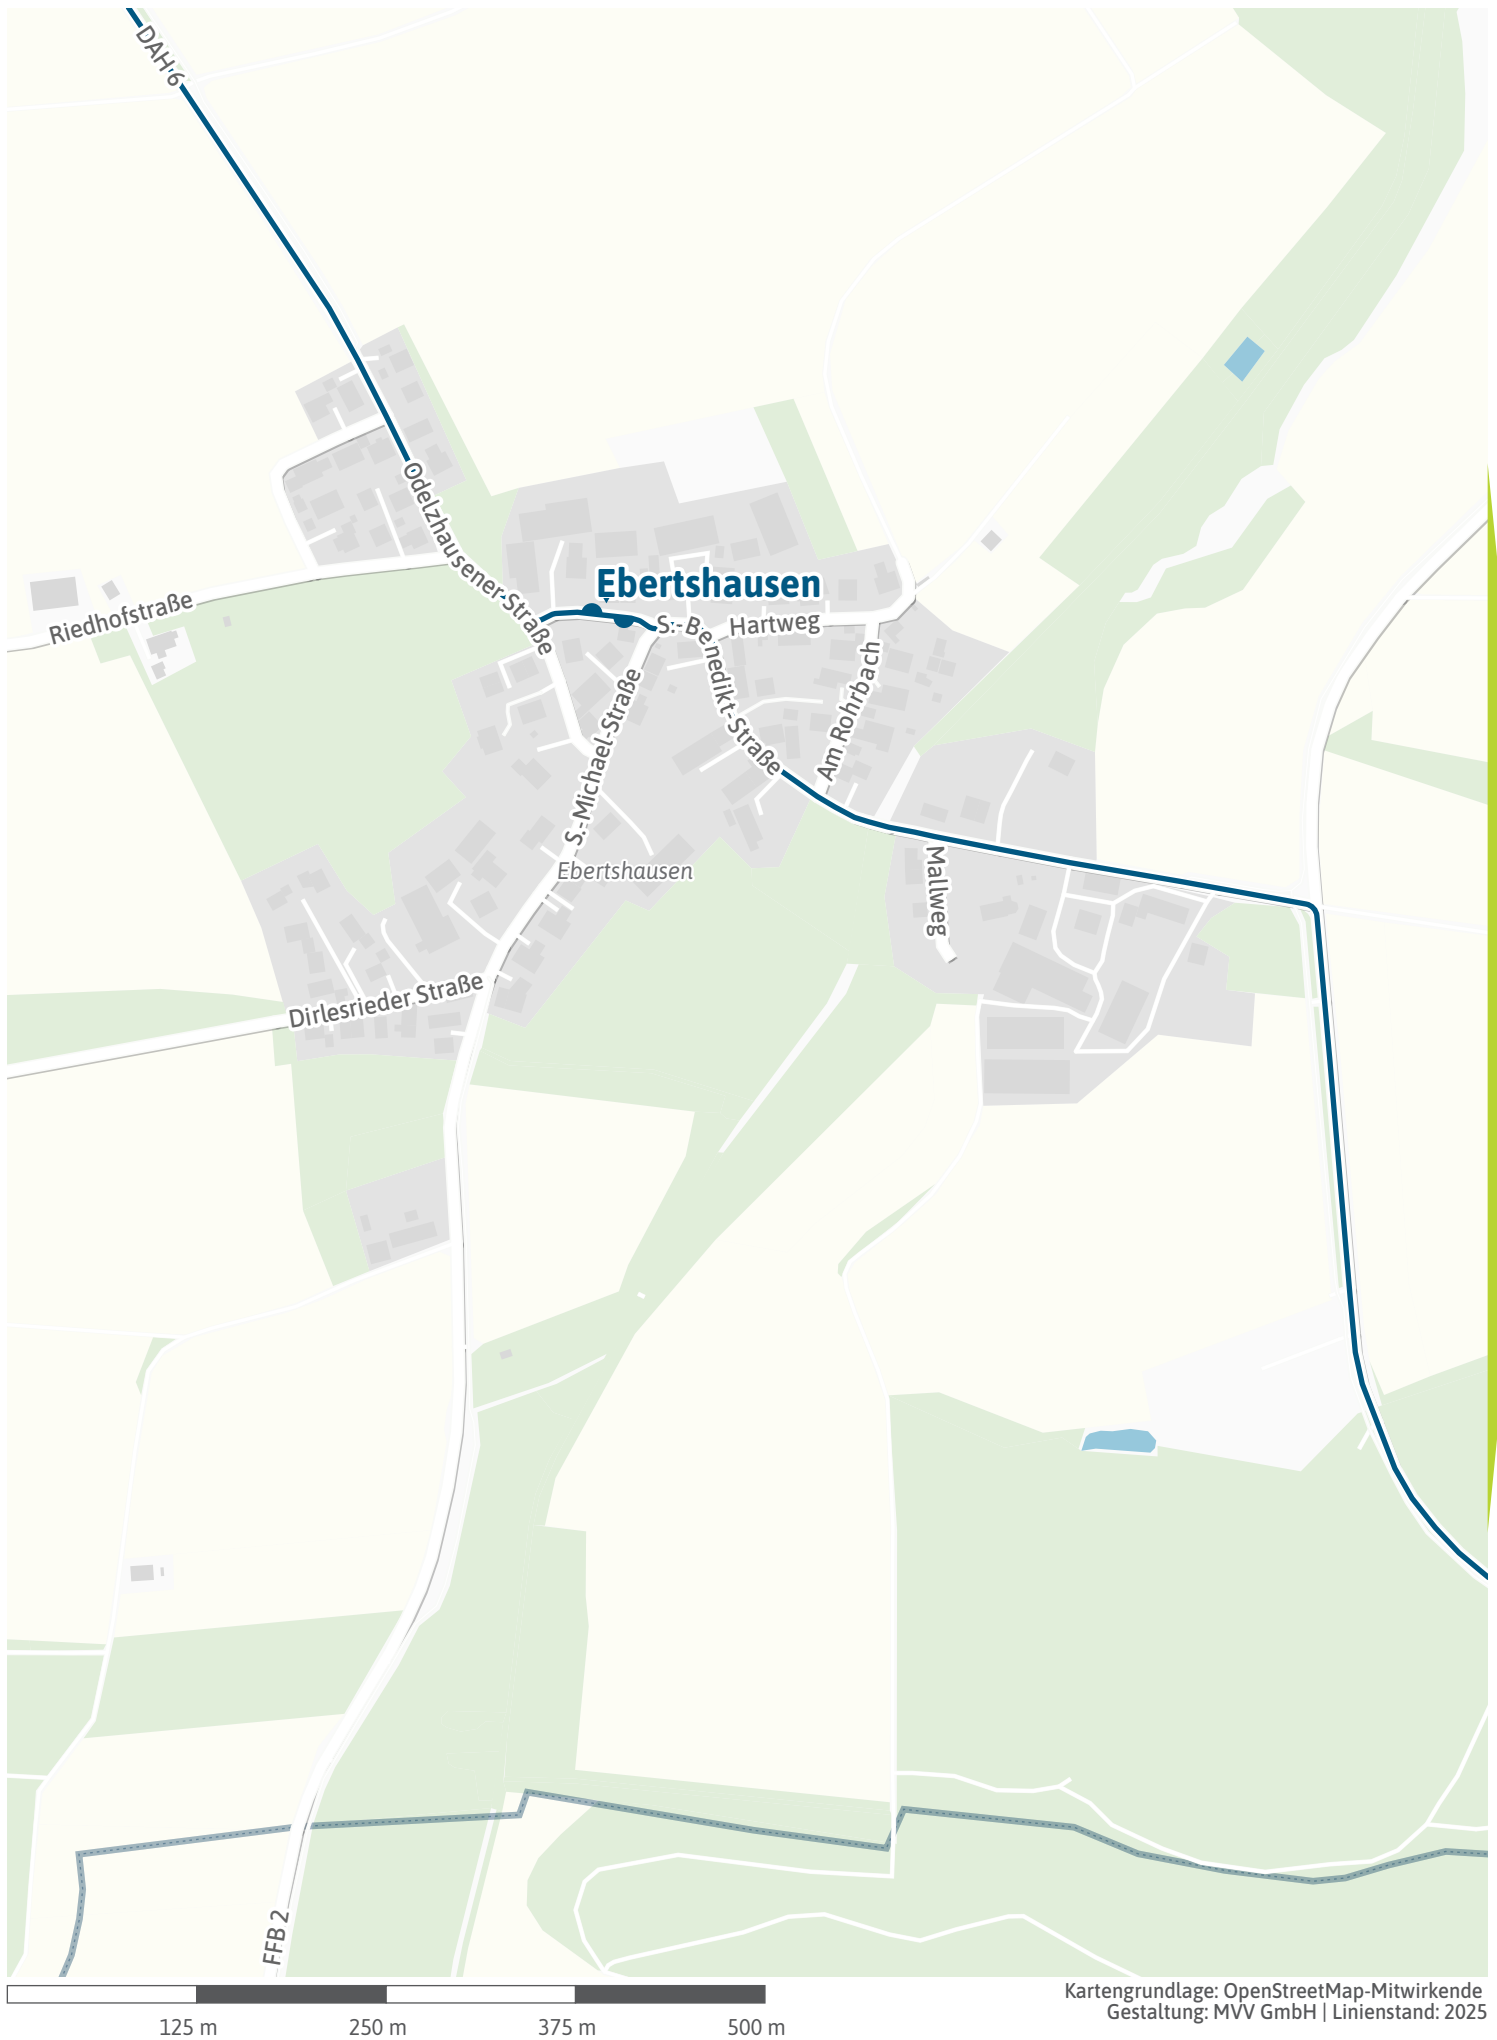 DAH 6
Odelzhausener Straße
Riedhofstraße
Ebertshausen
S.-Benedikt-Straße
Hartweg
S.-Michael-Straße
Am Rohrbach
Ebertshausen
Mallweg
Dirlesrieder Straße
FFB 2
125 m
250 m
375 m
500 m
Kartengrundlage: OpenStreetMap-Mitwirkende
Gestaltung: MVV GmbH | Linienstand: 2025